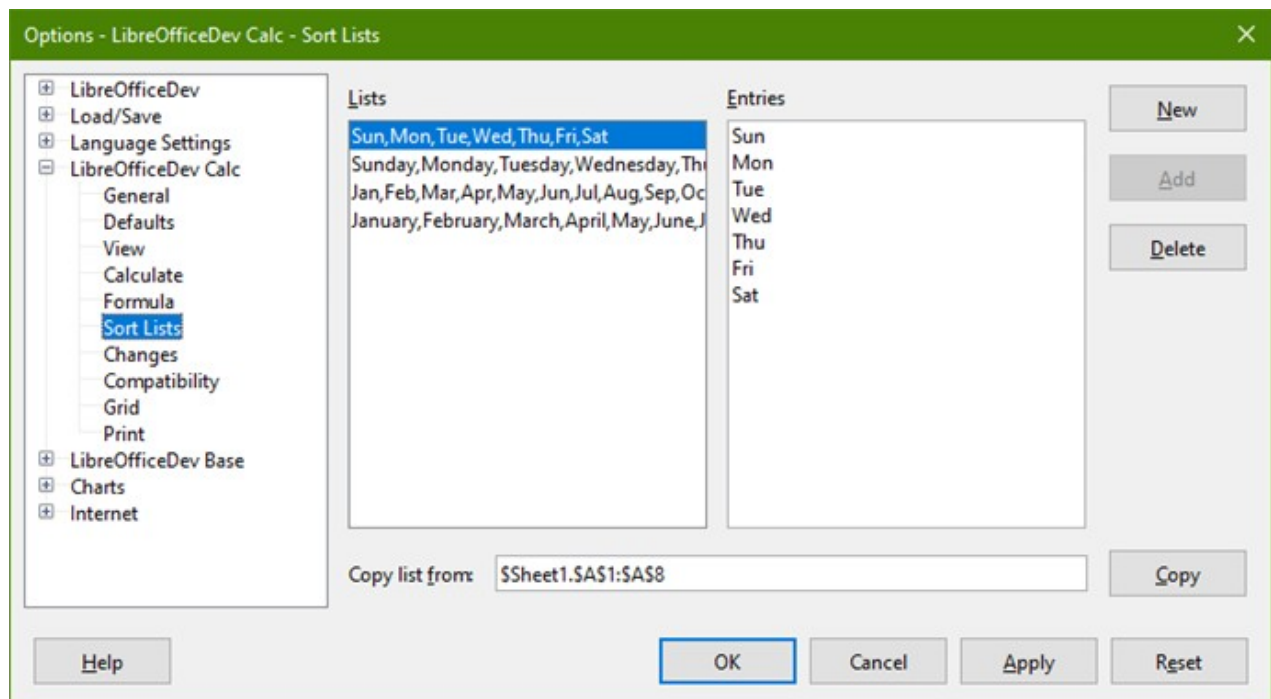 Options - LibreOfficeDev Calc - Sort Lists
LibreOfficeDev
Load/Save
Language Settings
LibreOfficeDev Calc
General
Defaults
View
Calculate
Formula
Sort Lists
Changes
Compatibility
Grid
Print
LibreOfficeDev Base
Charts
Internet
Lists
Sun,Mon,Tue,Wed,Thu,Fri,Sat
Sunday,Monday,Tuesday,Wednesday,Thu
Jan,Feb,Mar,Apr,May,Jun,Jul,Aug,Sep,Oc
January,February,March,April,May,June,J
Entries
Sun
Mon
Tue
Wed
Thu
Fri
Sat
New
Add
Delete
Copy list from: $Sheet1.$A$1:$A$8
Copy
Help
OK
Cancel
Apply
Reset